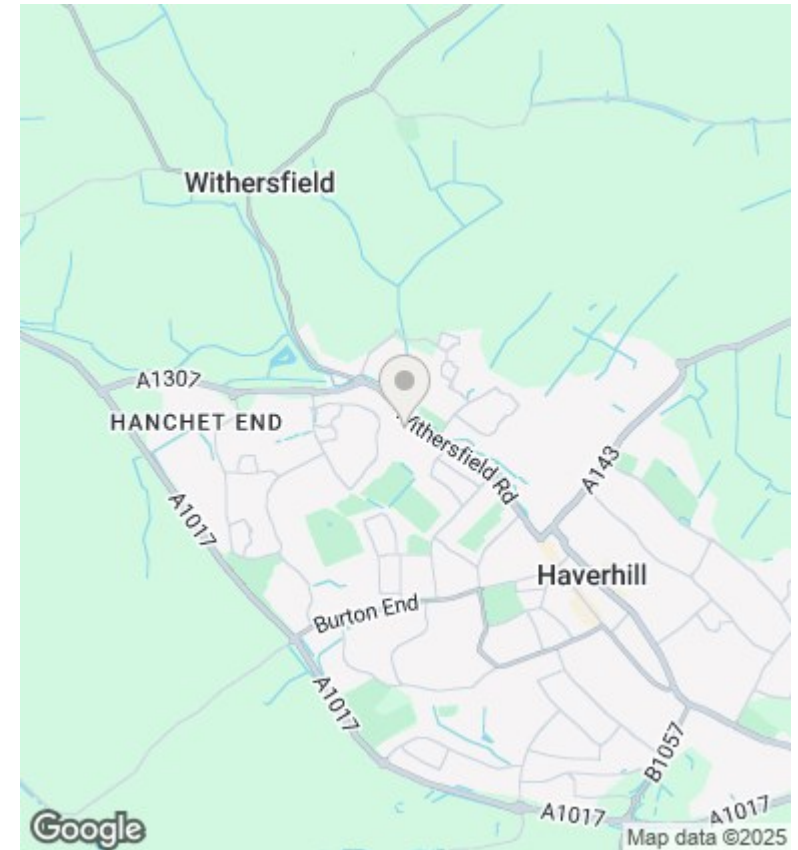 Withersfield
A1307
HANCHET END
Withersfield Rd
A143
A1017
Haverhill
Burton End
A1017
B1057
A1017
A1017
Google
Map data ©2025